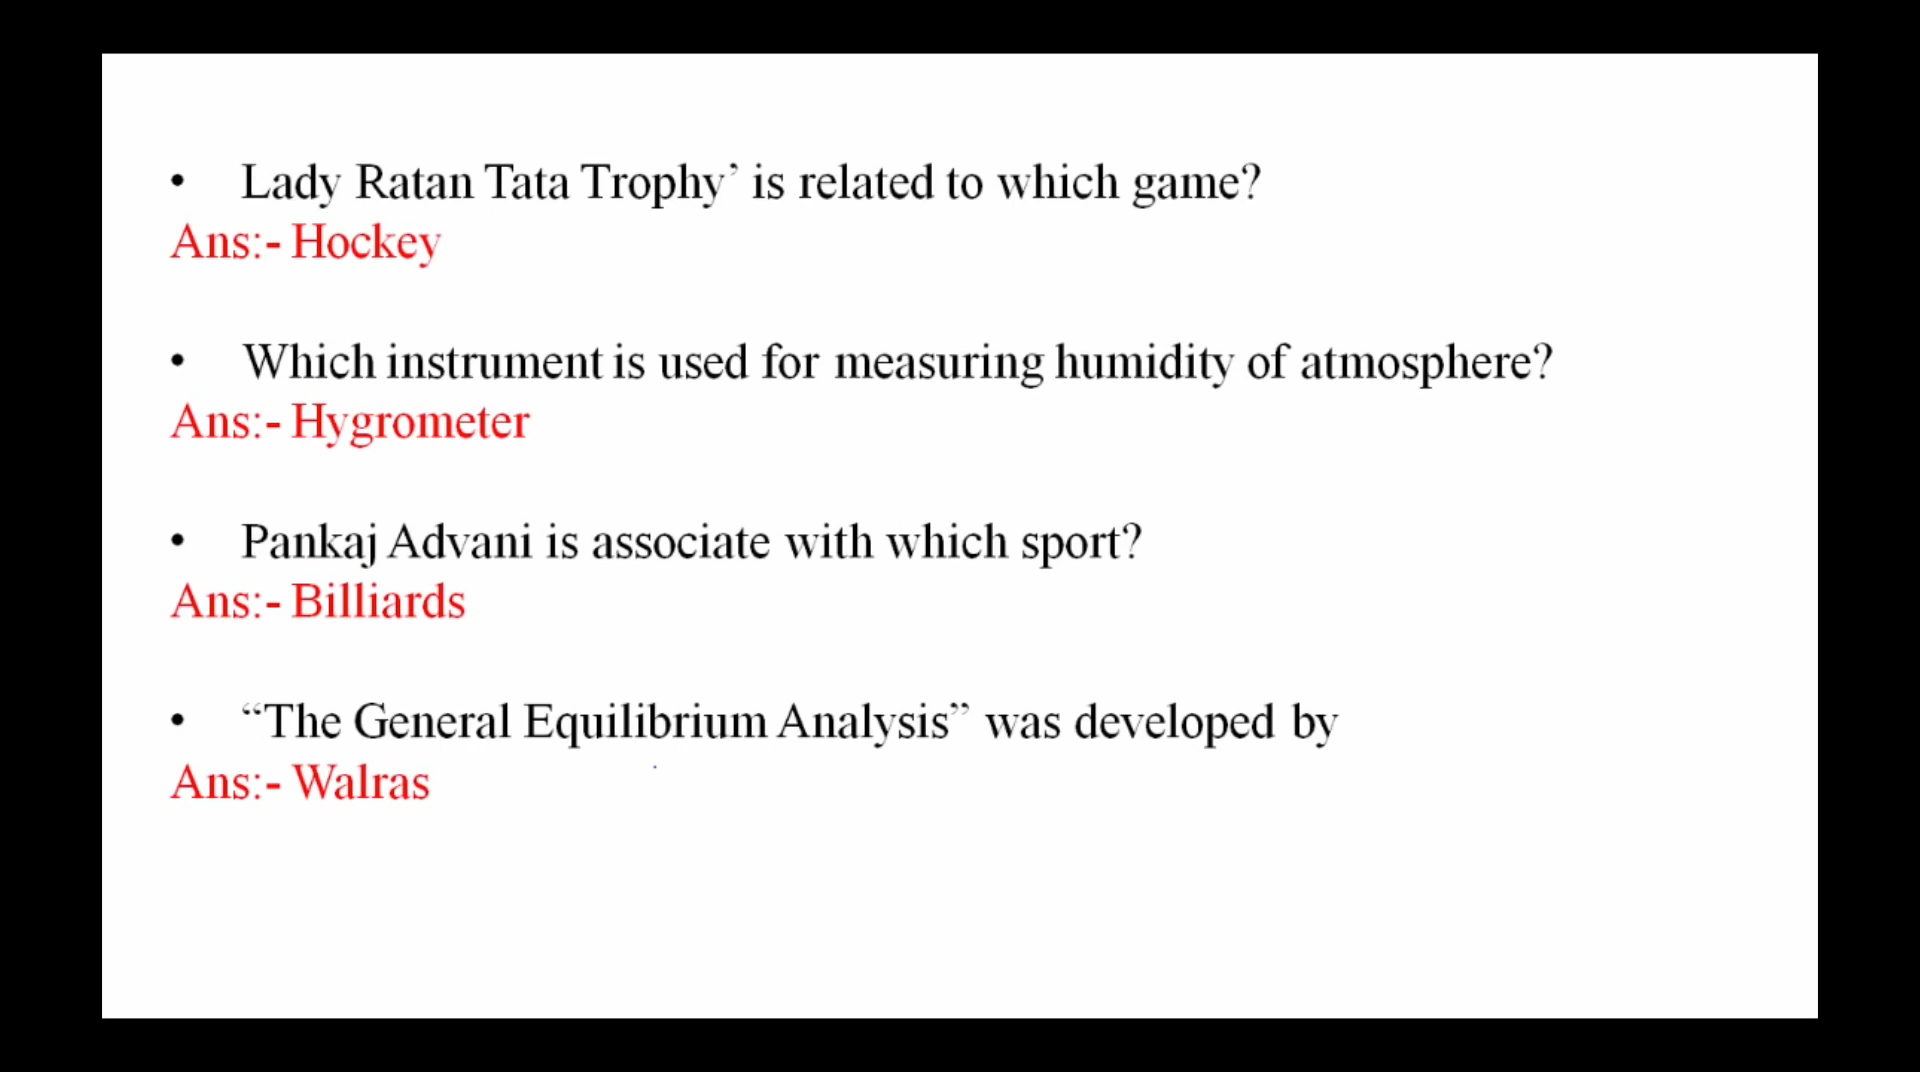 • Lady Ratan Tata Trophy’ is related to which game?
Ans:- Hockey
• Which instrument is used for measuring humidity of atmosphere?
Ans:- Hygrometer
• Pankaj Advani is associate with which sport?
Ans:- Billiards
• “The General Equilibrium Analysis” was developed by
Ans:- Walras